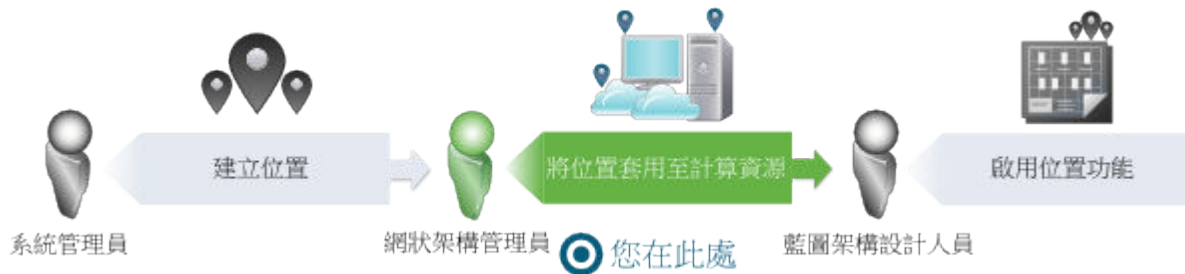 建立位置
將位置套用至計算資源
啟用位置功能
系統管理員
網狀架構管理員
您在此處
藍圖架構設計人員